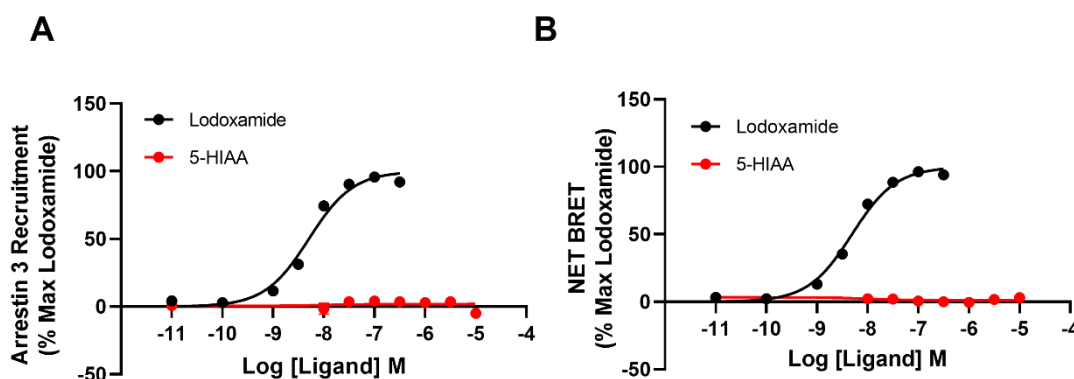 A
150
100
50
0
-50
Arrestin 3 Recruitment
(% Max Lodoxamide)
Lodoxamide
5-HIAA
-11 -10 -9 -8 -7 -6 -5 -4
Log [Ligand] M
B
150
100
50
0
-50
NET BRET
(% Max Lodoxamide)
Lodoxamide
5-HIAA
-11 -10 -9 -8 -7 -6 -5 -4
Log [Ligand] M